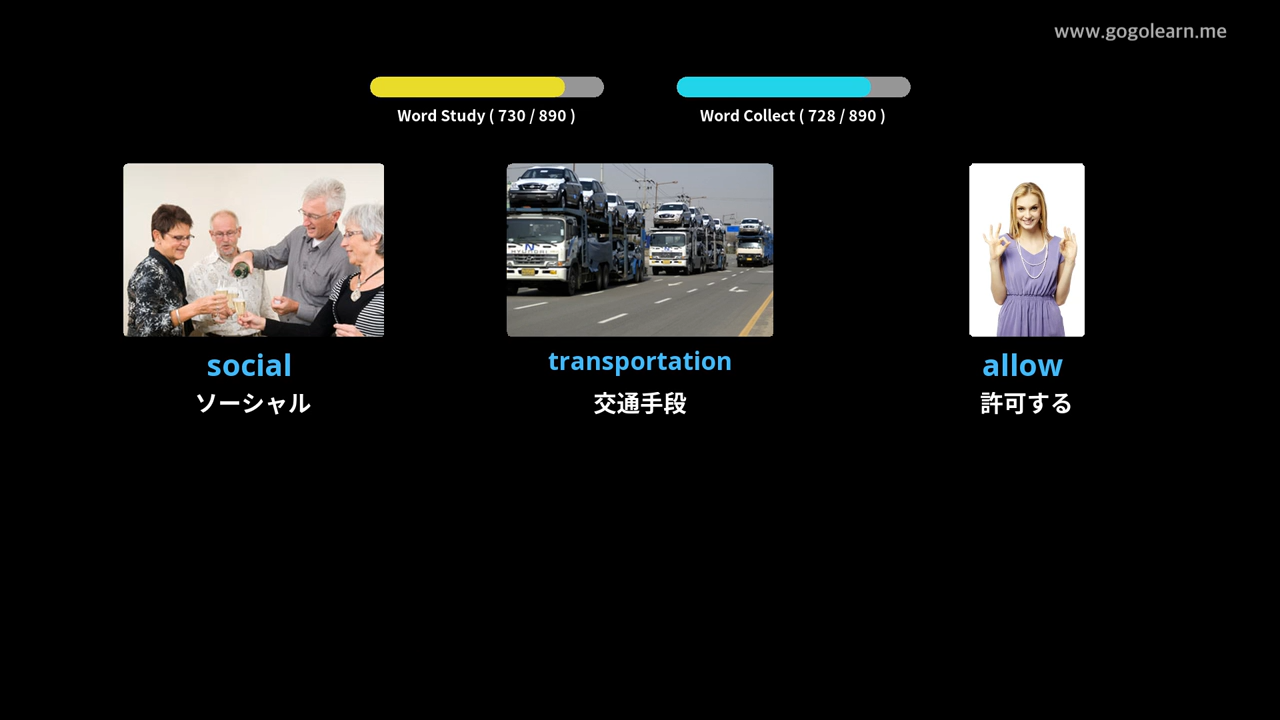 www.gogolearn.me
Word Study ( 730 / 890 )
Word Collect ( 728 / 890 )
social
transportation
allow
ソーシャル
交通手段
許可する